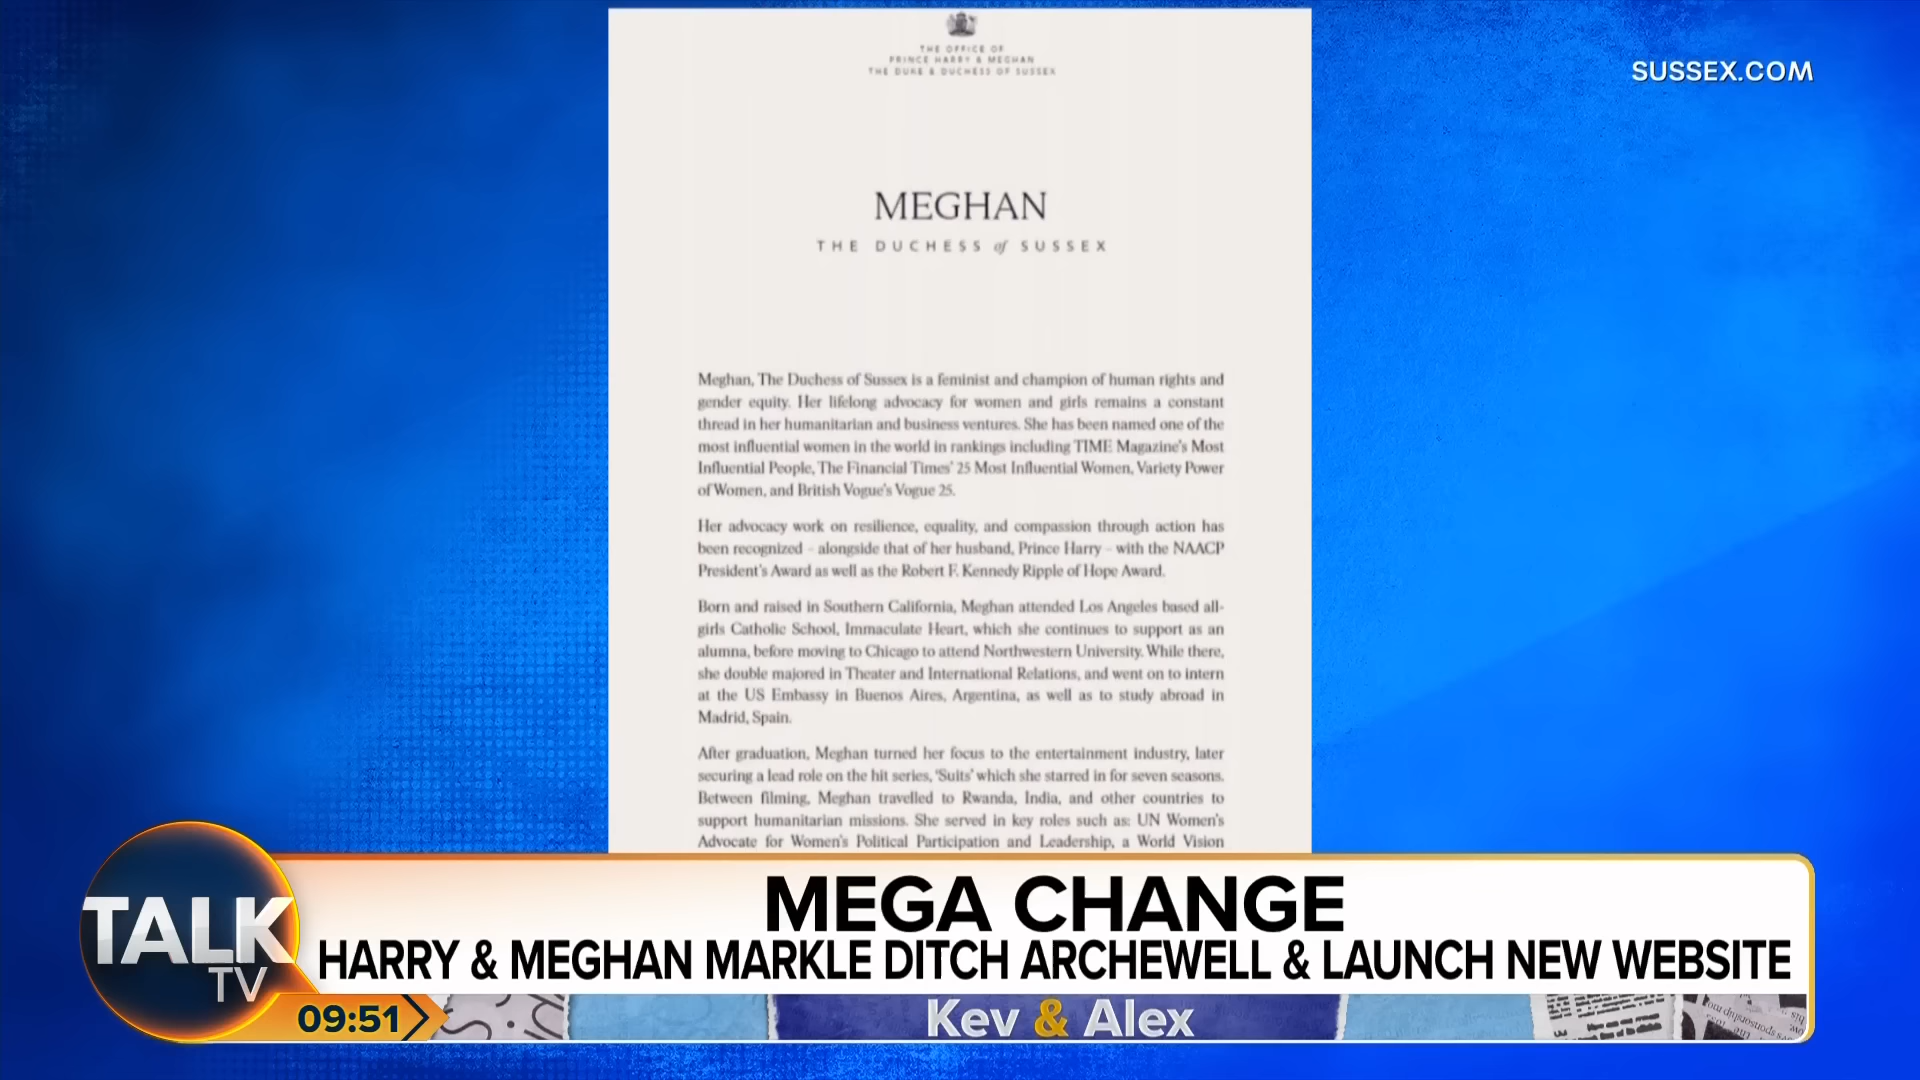 THE OFFICE OF
PRINCE HARRY & MEGHAN
THE DUKE & DUCHESS OF SUSSEX
SUSSEX.COM
MEGHAN
THE DUCHESS of SUSSEX
Meghan, The Duchess of Sussex is a feminist and champion of human rights and
gender equity. Her lifelong advocacy for women and girls remains a constant
thread in her humanitarian and business ventures. She has been named one of the
most influential women in the world in rankings including TIME Magazine's Most
Influential People, The Financial Times' 25 Most Influential Women, Variety Power
of Women, and British Vogue's Vogue 25.
Her advocacy work on resilience, equality, and compassion through action has
been recognized - alongside that of her husband, Prince Harry - with the NAACP
President's Award as well as the Robert F. Kennedy Ripple of Hope Award.
Born and raised in Southern California, Meghan attended Los Angeles based all-
girls Catholic School, Immaculate Heart, which she continues to support as an
alumna, before moving to Chicago to attend Northwestern University. While there,
she double majored in Theater and International Relations, and went on to intern
at the US Embassy in Buenos Aires, Argentina, as well as to study abroad in
Madrid, Spain.
After graduation, Meghan turned her focus to the entertainment industry, later
securing a lead role on the hit series, 'Suits' which she starred in for seven seasons.
Between filming, Meghan travelled to Rwanda, India, and other countries to
support humanitarian missions. She served in key roles such as: UN Women's
Advocate for Women's Political Participation and Leadership, a World Vision
MEGA CHANGE
HARRY & MEGHAN MARKLE DITCH ARCHEWELL & LAUNCH NEW WEBSITE
TALK
TV
09:51
Kev & Alex